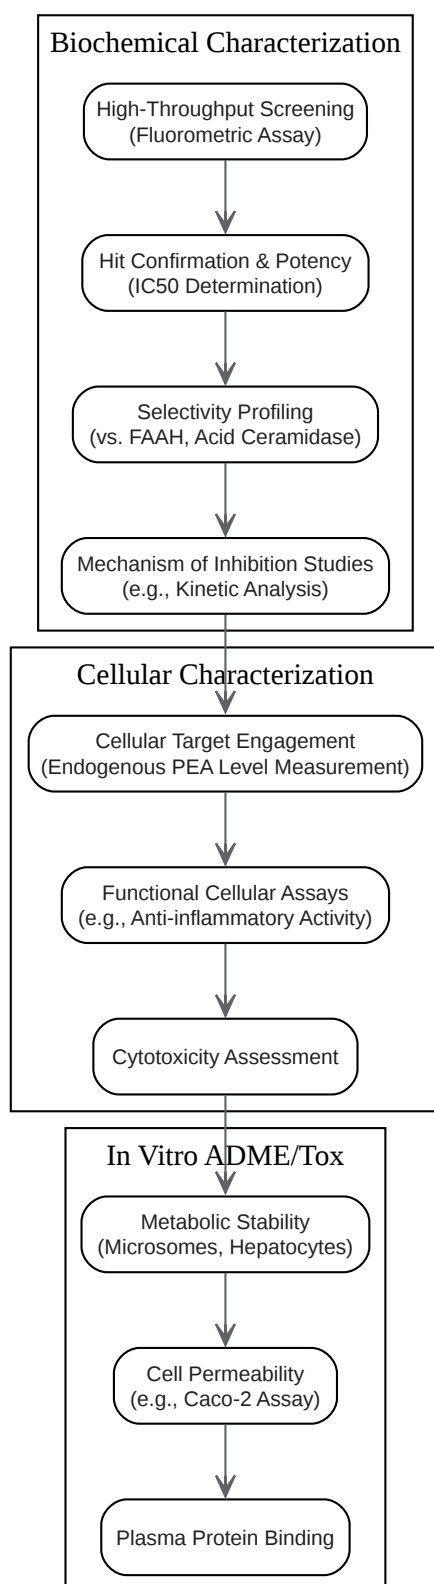 Biochemical Characterization
High-Throughput Screening
(Fluorometric Assay)
Hit Confirmation & Potency
(IC50 Determination)
Selectivity Profiling
(vs. FAAH, Acid Ceramidase)
Mechanism of Inhibition Studies
(e.g., Kinetic Analysis)
Cellular Characterization
Cellular Target Engagement
(Endogenous PEA Level Measurement)
Functional Cellular Assays
(e.g., Anti-inflammatory Activity)
Cytotoxicity Assessment
In Vitro ADME/Tox
Metabolic Stability
(Microsomes, Hepatocytes)
Cell Permeability
(e.g., Caco-2 Assay)
Plasma Protein Binding